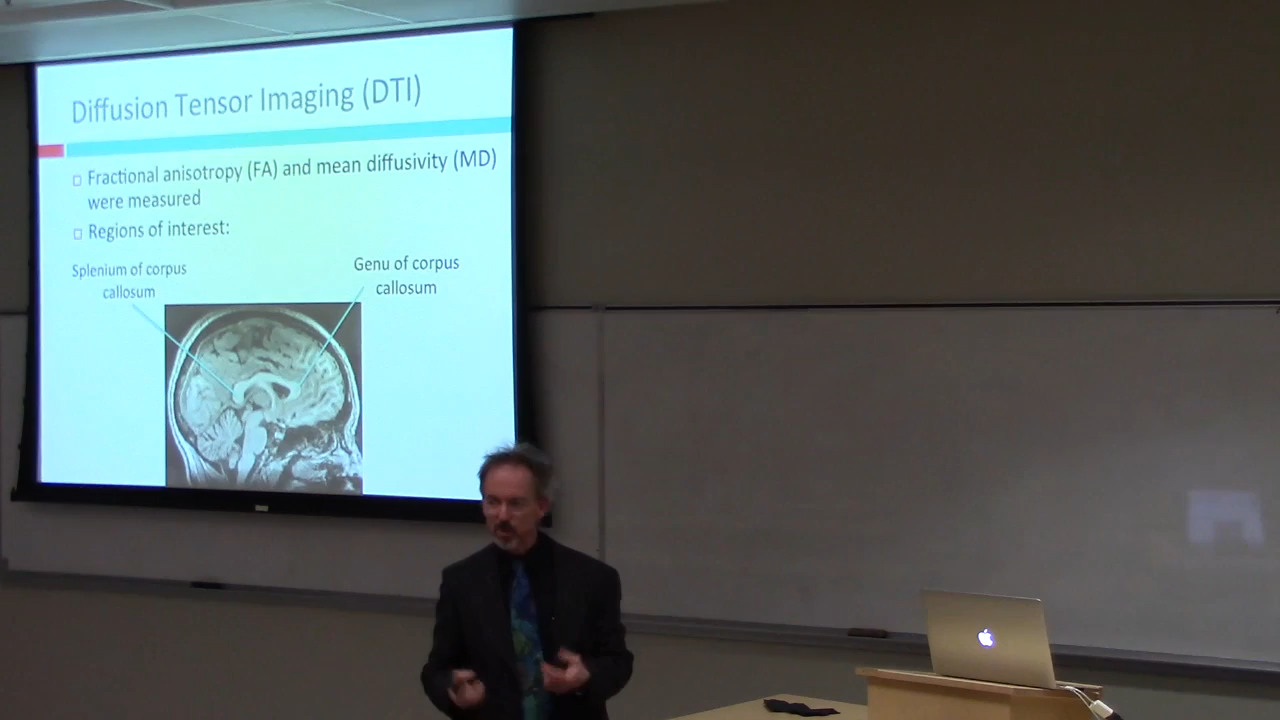 Diffusion Tensor Imaging (DTI)
Fractional anisotropy (FA) and mean diffusivity (MD)
were measured
Regions of interest:
Splenium of corpus
callosum
Genu of corpus
callosum